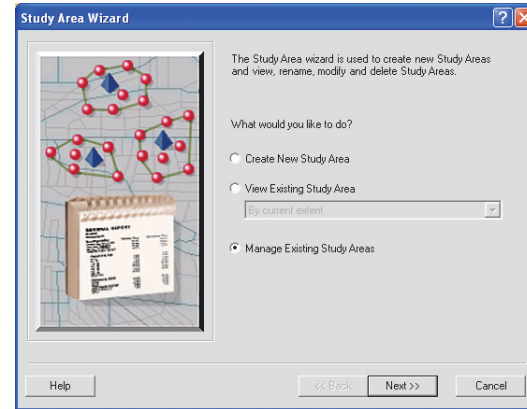 Study Area Wizard
The Study Area wizard is used to create new Study Areas
and view, rename, modify and delete Study Areas.
What would you like to do?
Create New Study Area
View Existing Study Area
By current extent
Manage Existing Study Areas
Help
<< Back
Next >>
Cancel